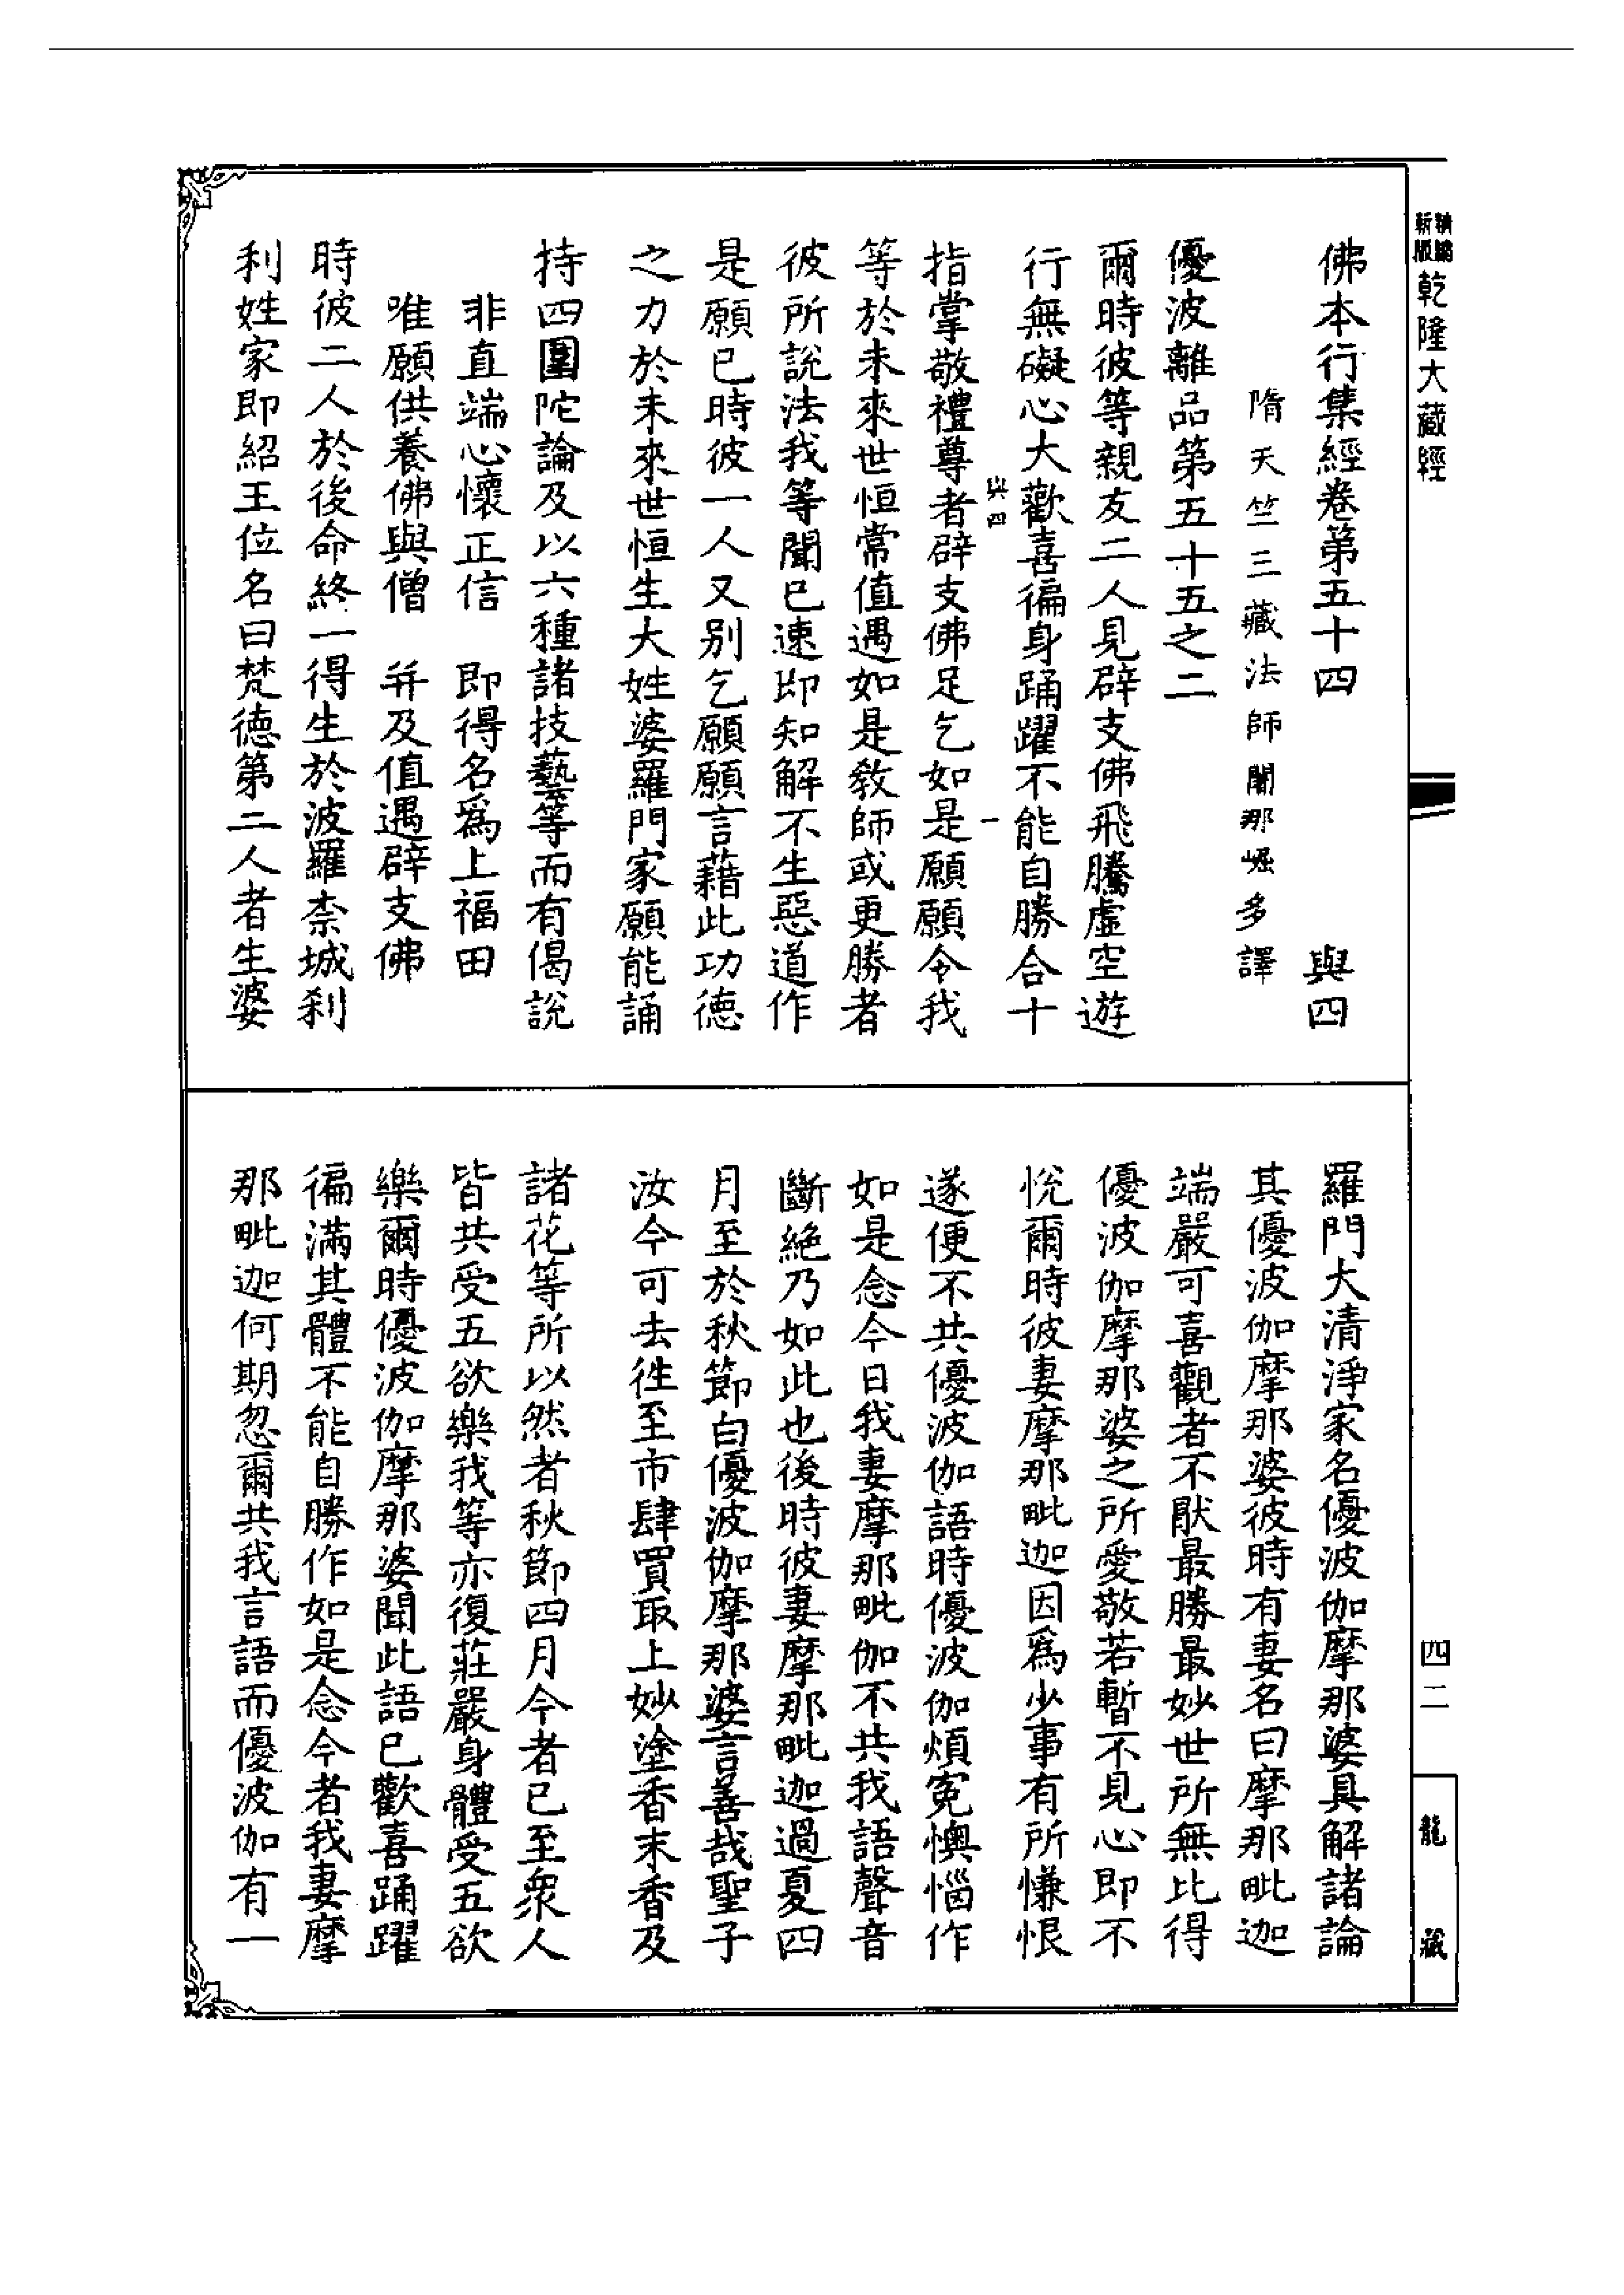 新版精編乾隆大藏經
佛本行集經卷第五十四 與四
隋天竺三藏法師闍那崛多譯
優波離品第五十五之二
爾時彼等親友二人見辟支佛飛騰虛空遊
行無礙心大歡喜徧身踊躍不能自勝合十
與四 一
指掌敬禮尊者辟支佛足乞如是願願令我
等於未來世恒常值遇如是教師或更勝者
彼所說法我等聞已速即知解不生惡道作
是願已時彼一人又別乞願願言藉此功德
之力於未來世恒生大姓婆羅門家願能誦
持四圍陀論及以六種諸技藝等而有偈說
非直端心懷正信 即得名爲上福田
唯願供養佛與僧 并及值遇辟支佛
時彼二人於後命終一得生於波羅柰城刹
利姓家即紹王位名曰梵德第二人者生婆
羅門大清淨家名優波伽摩那婆具解諸論
其優波伽摩那婆彼時有妻名曰摩那毗迦
端嚴可喜觀者不猒最勝最妙世所無比得
優波伽摩那婆之所愛敬若暫不見心即不
悅爾時彼妻摩那毗迦因爲少事有所慊恨
遂便不共優波伽語時優波伽煩寃懊惱作
如是念今日我妻摩那毗伽不共我語聲音
斷絕乃如此也後時彼妻摩那毗迦過夏四
月至於秋節白優波伽摩那婆言善哉聖子
汝今可去徃至市肆買取上妙塗香末香及
諸花等所以然者秋節四月今者已至衆人
皆共受五欲樂我等亦復莊嚴身體受五欲
樂爾時優波伽摩那婆聞此語已歡喜踊躍
徧滿其體不能自勝作如是念今者我妻摩
那毗迦何期忽爾共我言語而優波伽有一
四二
龍藏